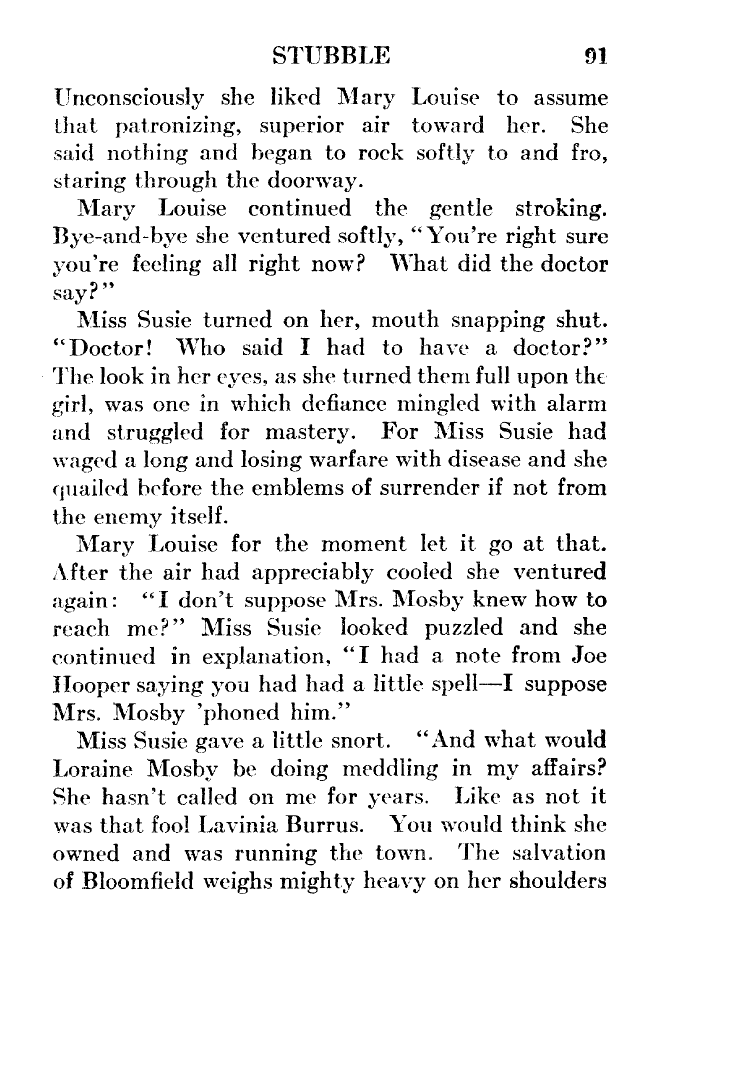 STUBBLE 91
Unconsciously she liked Mary Louise to assume
that patronizing, superior air toward her. She
said nothing and began to rock softly to and fro,
staring through the doorway.
Mary Louise continued the gentle stroking.
Bye-and-bye she ventured softly, “You're right sure
you're feeling all right now? What did the doctor
say?”
Miss Susie turned on her, mouth snapping shut.
“Doctor! Who said I had to have a doctor?”
The look in her eyes, as she turned them full upon the
girl, was one in which defiance mingled with alarm
and struggled for mastery. For Miss Susie had
waged a long and losing warfare with disease and she
quailed before the emblems of surrender if not from
the enemy itself.
Mary Louise for the moment let it go at that.
After the air had appreciably cooled she ventured
again: “I don't suppose Mrs. Mosby knew how to
reach me?” Miss Susie looked puzzled and she
continued in explanation, “I had a note from Joe
Hooper saying you had had a little spell—I suppose
Mrs. Mosby 'phoned him.”
Miss Susie gave a little snort. “And what would
Loraine Mosby be doing meddling in my affairs?
She hasn't called on me for years. Like as not it
was that fool Lavinia Burrus. You would think she
owned and was running the town. The salvation
of Bloomfield weighs mighty heavy on her shoulders